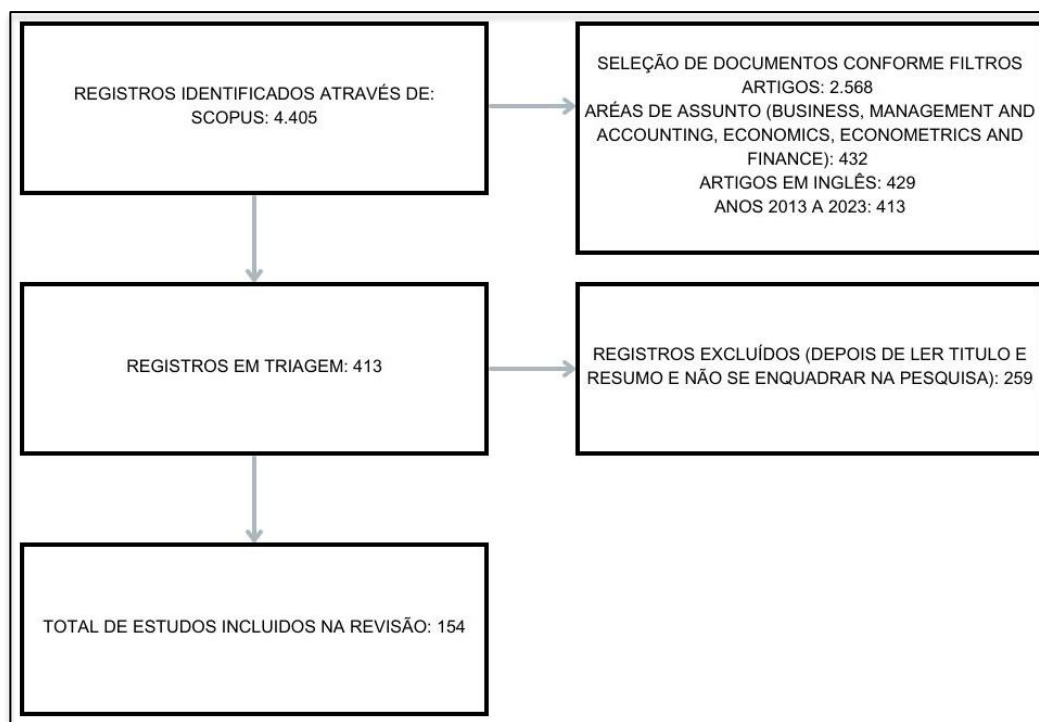 REGISTROS IDENTIFICADOS ATRAVÉS DE:
SCOPUS: 4.405
SELEÇÃO DE DOCUMENTOS CONFORME FILTROS
ARTIGOS: 2.568
ARÉAS DE ASSUNTO (BUSINESS, MANAGEMENT AND
ACCOUNTING, ECONOMICS, ECONOMETRICS AND
FINANCE): 432
ARTIGOS EM INGLÊS: 429
ANOS 2013 A 2023: 413
REGISTROS EM TRIAGEM: 413
REGISTROS EXCLUÍDOS (DEPOIS DE LER TITULO E
RESUMO E NÃO SE ENQUADRAR NA PESQUISA): 259
TOTAL DE ESTUDOS INCLUIDOS NA REVISÃO: 154